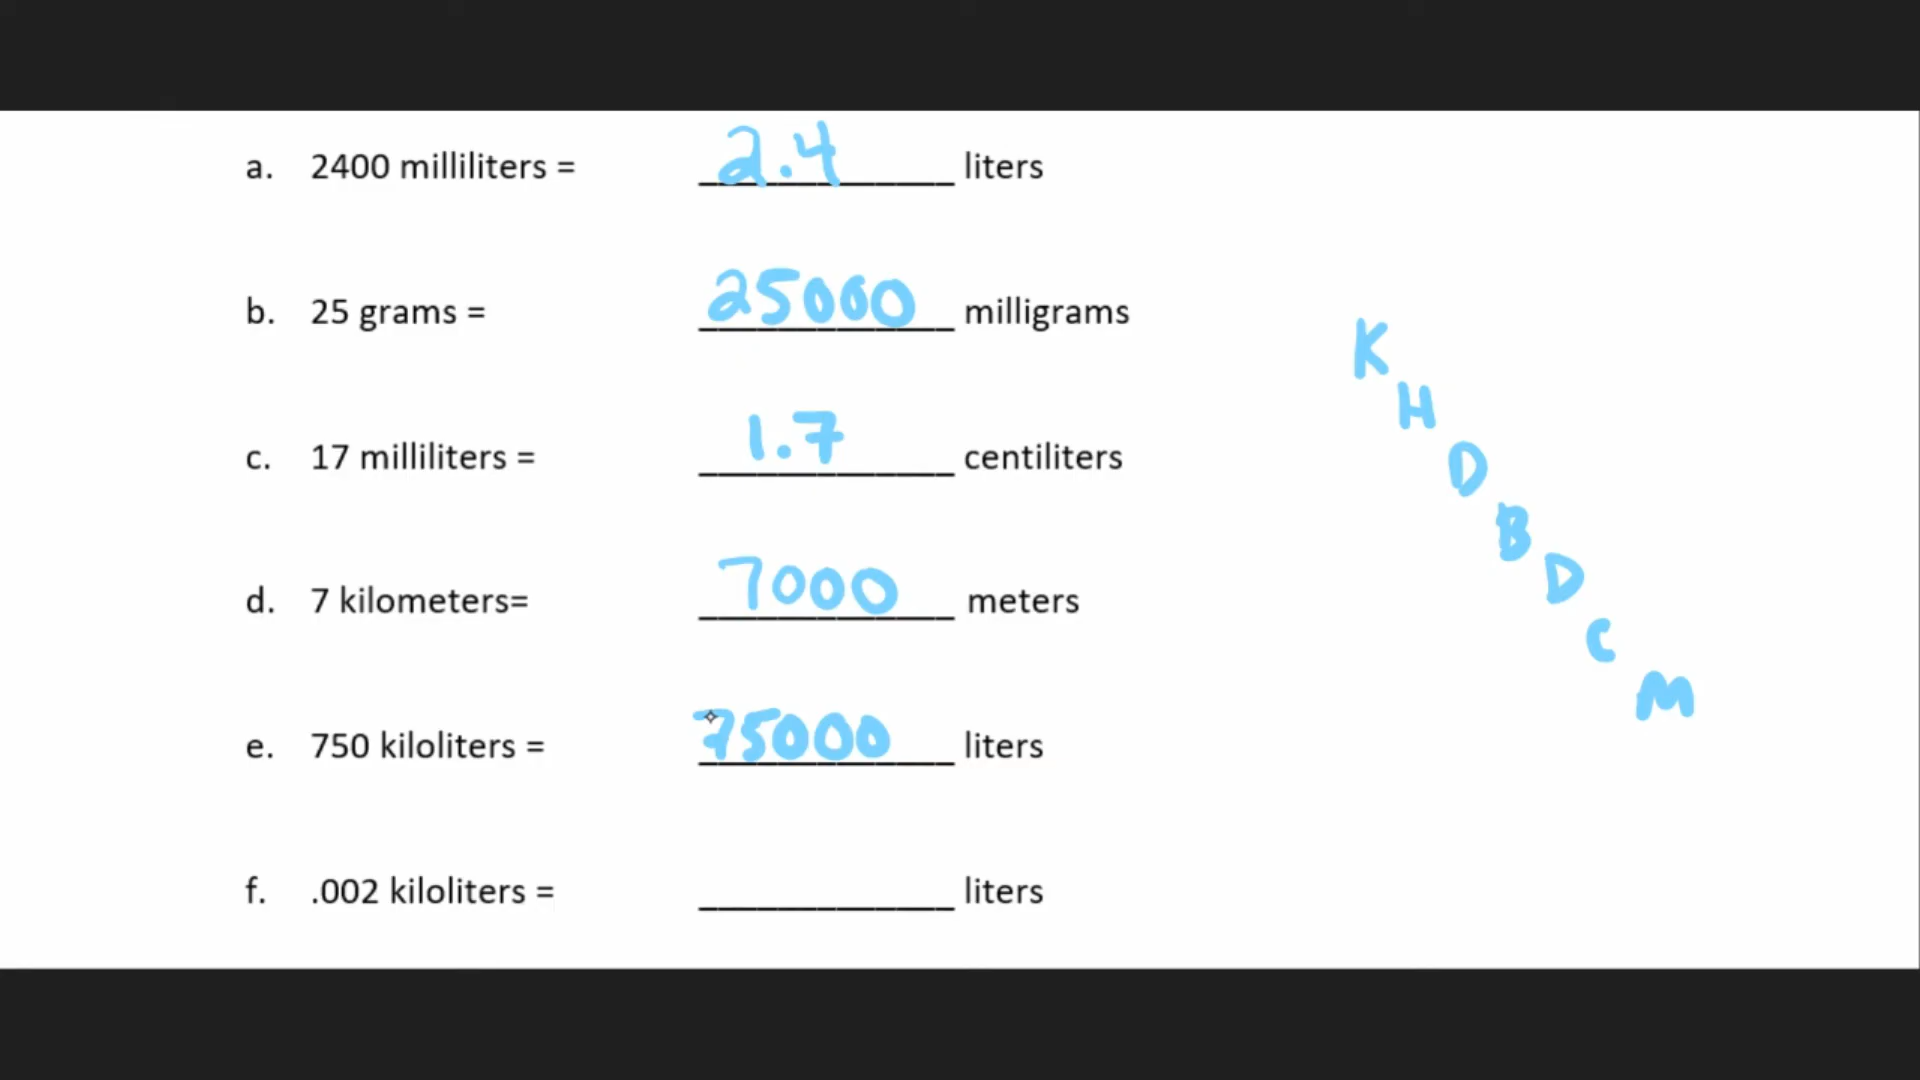 a. 2400 milliliters = 2.4 liters
b. 25 grams = 25000 milligrams
c. 17 milliliters = 1.7 centiliters
d. 7 kilometers= 7000 meters
e. 750 kiloliters = 75000 liters
f. .002 kiloliters = ____________ liters
K
H
D
B
D
C
M